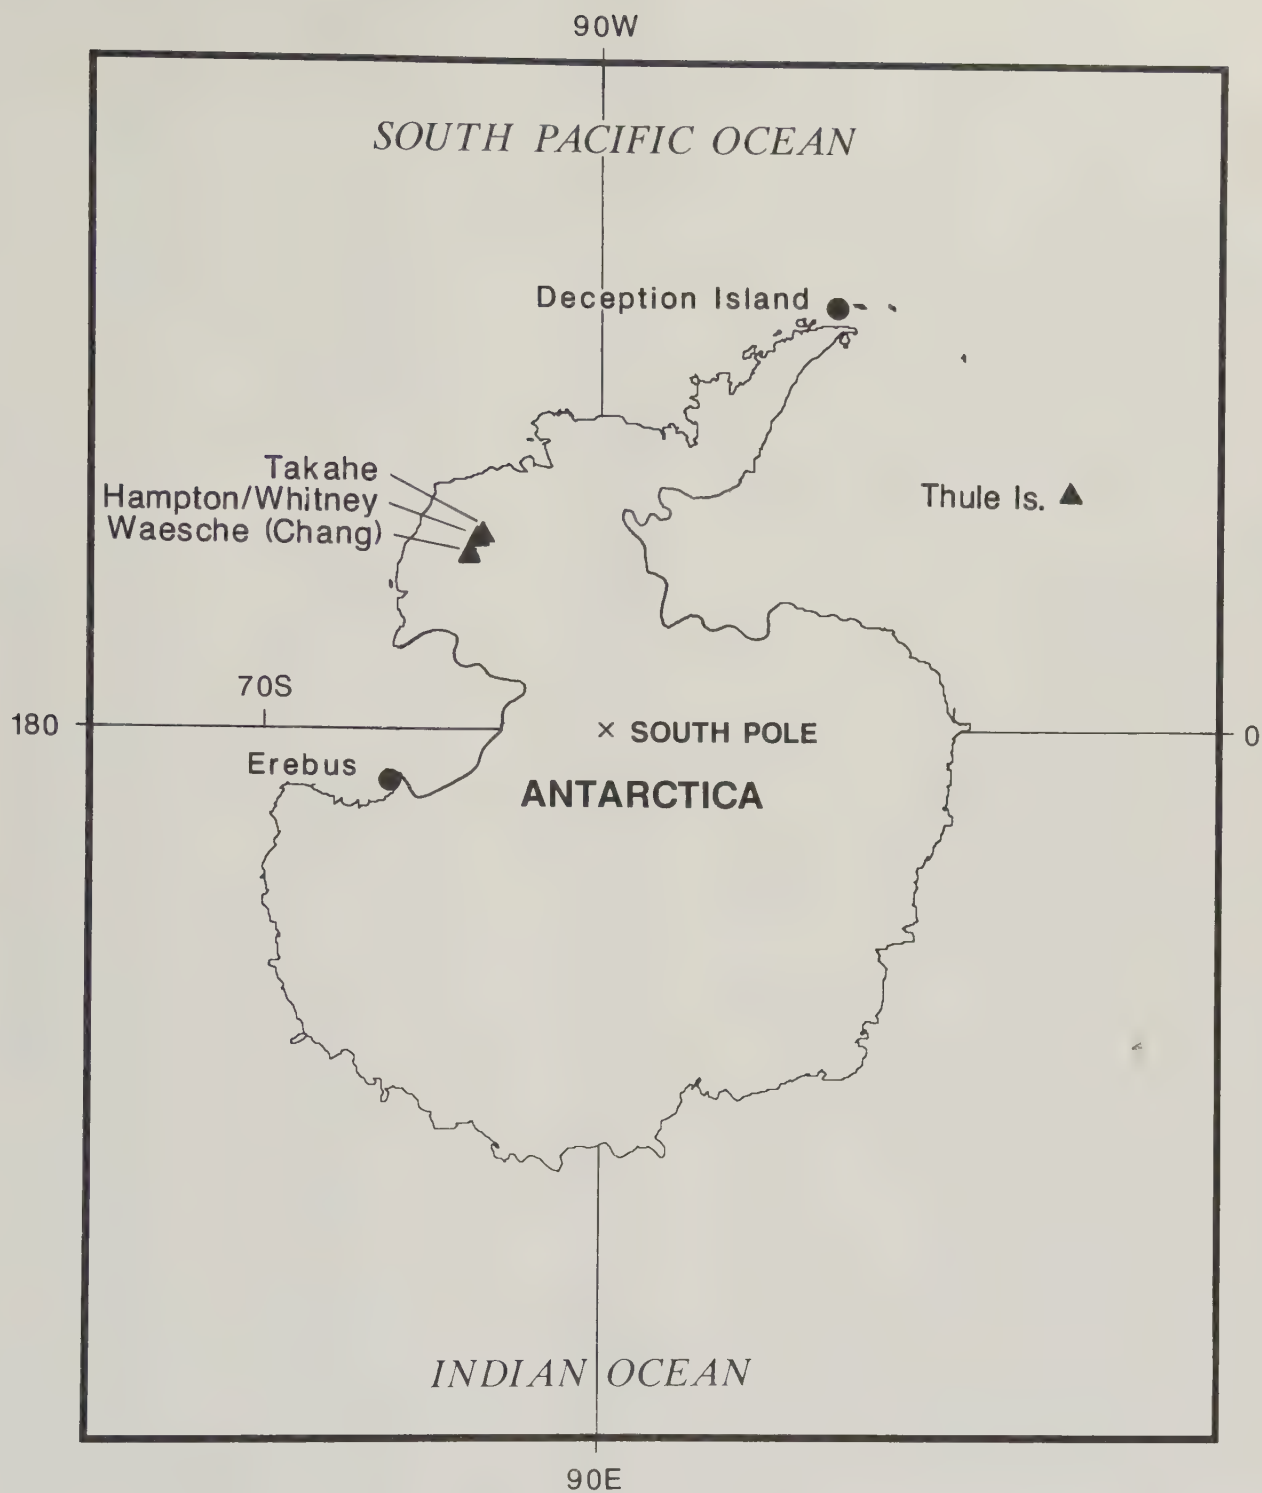 90W
SOUTH PACIFIC OCEAN
Deception Island
Takahe
Hampton/Whitney
Waesche (Chang)
Thule Is.
70S
180
× SOUTH POLE
0
Erebus
ANTARCTICA
INDIAN OCEAN
90E